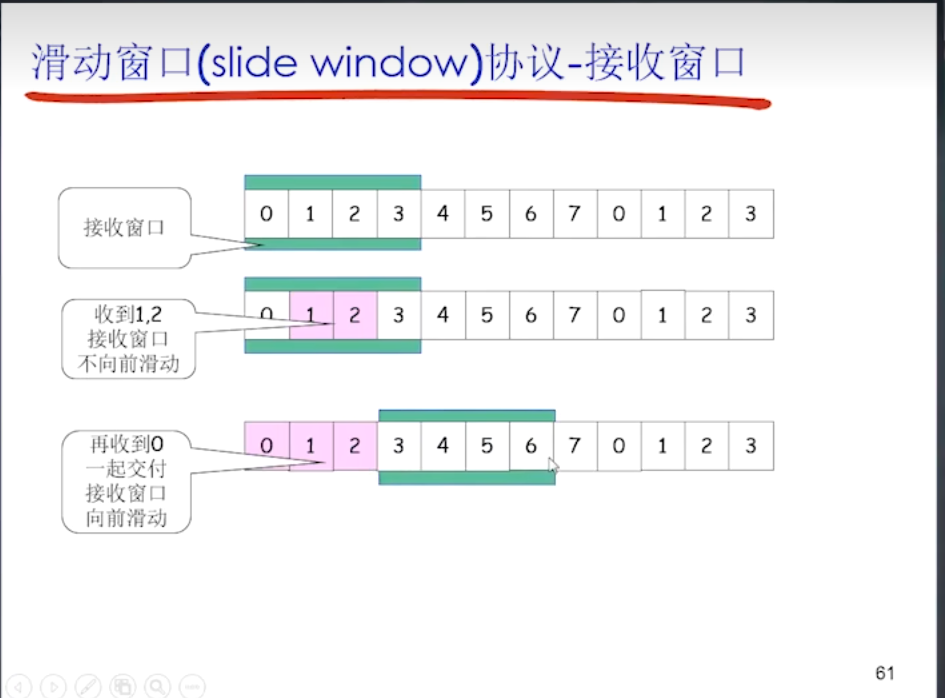 滑动窗口(slide window)协议-接收窗口
接收窗口
0 1 2 3 4 5 6 7 0 1 2 3
收到1,2
接收窗口
不向前滑动
0 1 2 3 4 5 6 7 0 1 2 3
再收到0
一起交付
接收窗口
向前滑动
0 1 2 3 4 5 6 7 0 1 2 3
61